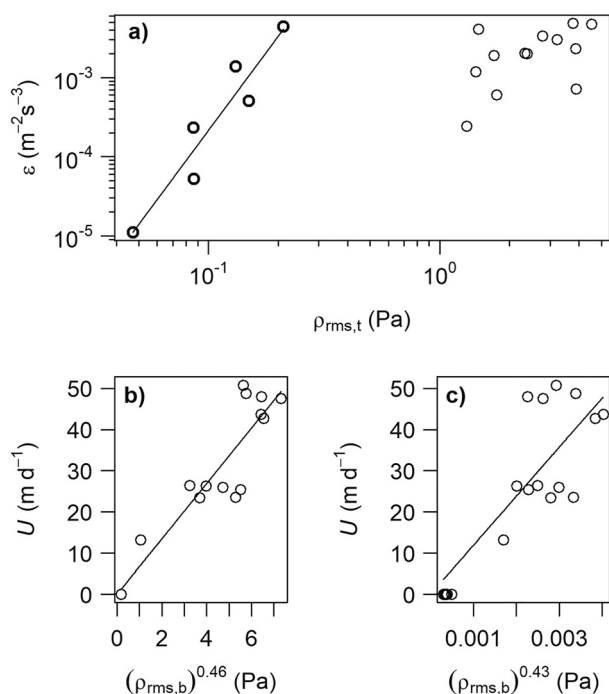 a)
ε (m⁻²s⁻³)
10⁻³
10⁻⁴
10⁻⁵
10⁻¹ 10⁰
ρrms,t (Pa)
b)
U (m d⁻¹)
50
40
30
20
10
0
0 2 4 6
(ρrms,b)⁰·⁴⁶ (Pa)
c)
U (m d⁻¹)
50
40
30
20
10
0
0.001 0.003
(ρrms,b)⁰·⁴³ (Pa)